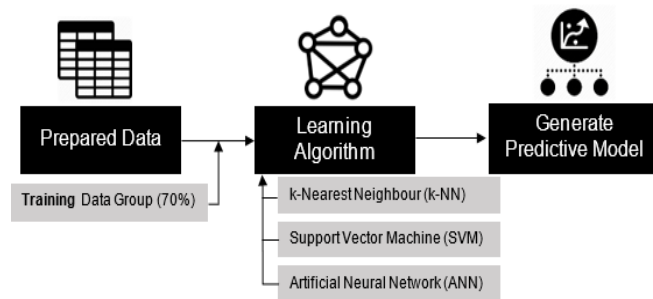 Prepared Data
Learning
Algorithm
Generate
Predictive Model
Training Data Group (70%)
k-Nearest Neighbour (k-NN)
Support Vector Machine (SVM)
Artificial Neural Network (ANN)